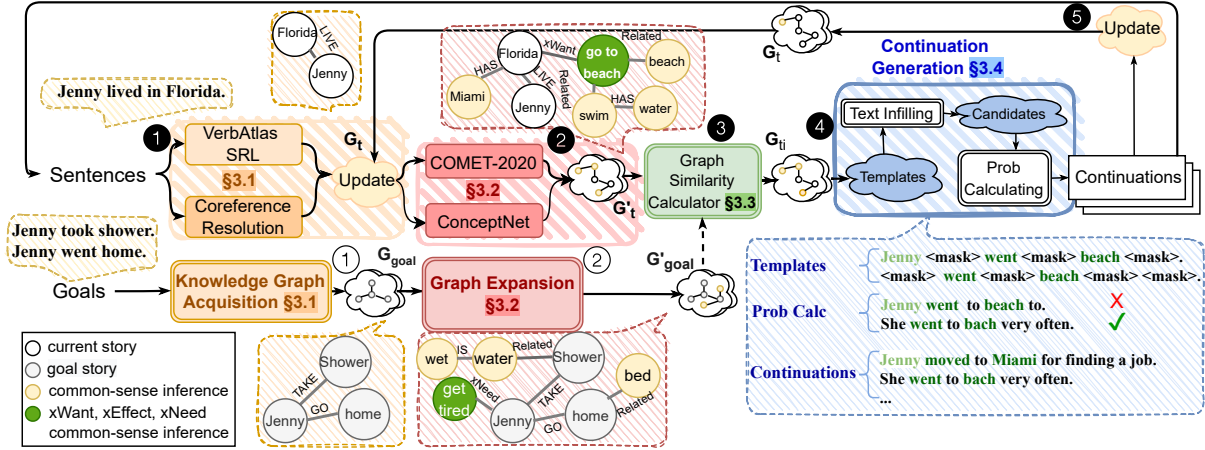 Florida
LIVE
Jenny
Jenny lived in Florida.
Florida
xWant
Related
go to
beach
beach
HAS
Miami
LIVE
Jenny
Related
swim
HAS
water
G_t
5
Update
Continuation
Generation §3.4
1
VerbAtlas
SRL
§3.1
Coreference
Resolution
Sentences
G_t
Update
COMET-2020
§3.2
ConceptNet
2
G'_t
3
Graph
Similarity
Calculator §3.3
G_ti
4
Text Infilling
Candidates
Templates
Prob
Calculating
Continuations
Jenny took shower.
Jenny went home.
Goals
Knowledge Graph
Acquisition §3.1
1
G_goal
Graph Expansion
§3.2
2
G'_goal
current story
goal story
common-sense inference
xWant, xEffect, xNeed
common-sense inference
Shower
TAKE
Jenny
GO
home
wet
IS
water
Related
Shower
get
tired
xNeed
TAKE
Jenny
GO
home
bed
Related
Templates
Jenny <mask> went <mask> beach <mask>.
<mask> went <mask> beach <mask> <mask>.
Prob Calc
Jenny went to beach to.
She went to bach very often.
Continuations
Jenny moved to Miami for finding a job.
She went to bach very often.
...